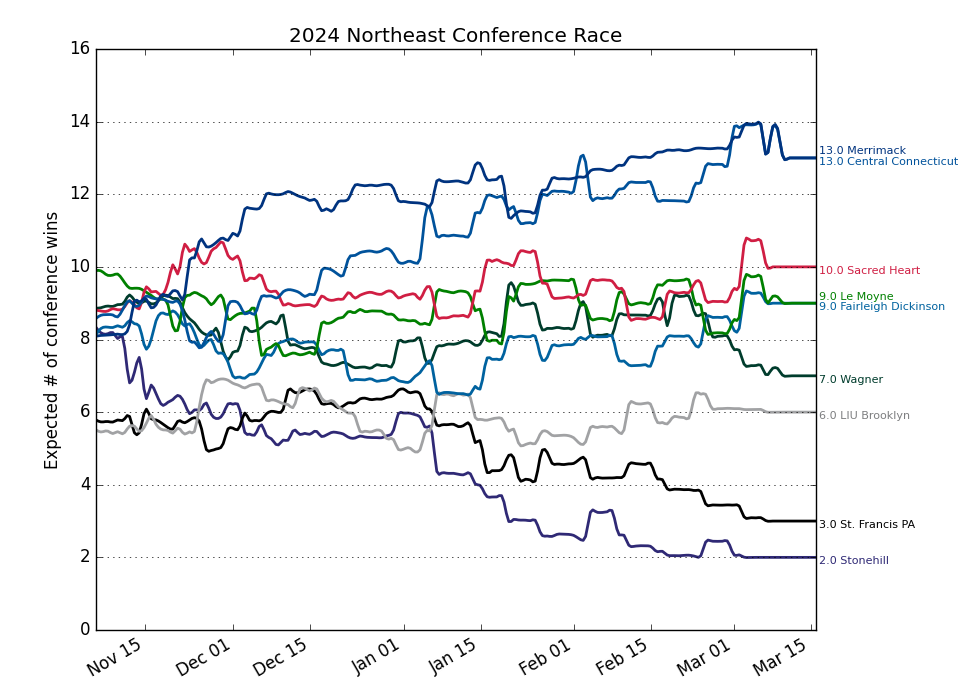 2024 Northeast Conference Race
Expected # of conference wins
16
14
12
10
8
6
4
2
0
13.0 Merrimack
13.0 Central Connecticut
10.0 Sacred Heart
9.0 Le Moyne
9.0 Fairleigh Dickinson
7.0 Wagner
6.0 LIU Brooklyn
3.0 St. Francis PA
2.0 Stonehill
Nov 15
Dec 01
Dec 15
Jan 01
Jan 15
Feb 01
Feb 15
Mar 01
Mar 15